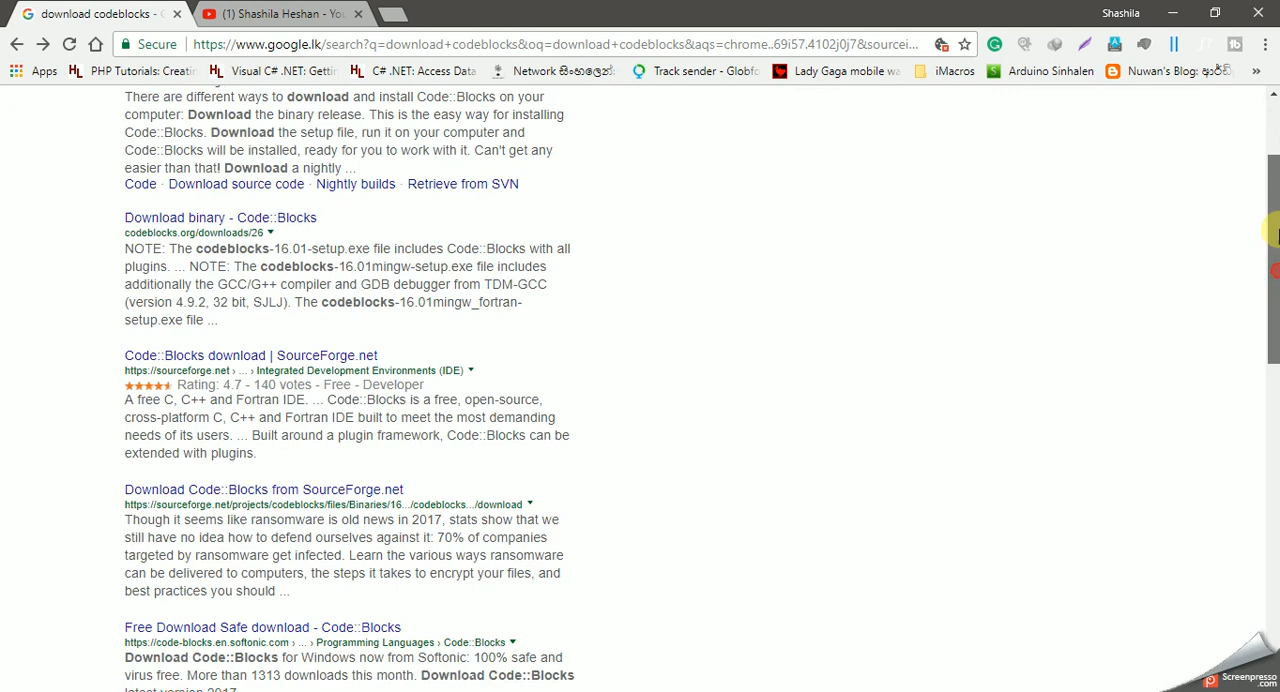 download codeblocks - G
(1) Shashila Heshan - You
Shashila
Secure
https://www.google.lk/search?q=download+codeblocks&oq=download+codeblocks&aqs=chrome..69i57.4102j0j7&sourcei...
Apps
PHP Tutorials: Creatin
Visual C# .NET: Gettin
C# .NET: Access Data
Network සිංහලෙන්:
Track sender - Globfo
Lady Gaga mobile wa
iMacros
Arduino Sinhalen
Nuwan's Blog:
»
There are different ways to download and install Code::Blocks on your
computer: Download the binary release. This is the easy way for installing
Code::Blocks. Download the setup file, run it on your computer and
Code::Blocks will be installed, ready for you to work with it. Can't get any
easier than that! Download a nightly ...
Code · Download source code · Nightly builds · Retrieve from SVN
Download binary - Code::Blocks
codeblocks.org/downloads/26
NOTE: The codeblocks-16.01-setup.exe file includes Code::Blocks with all
plugins. ... NOTE: The codeblocks-16.01mingw-setup.exe file includes
additionally the GCC/G++ compiler and GDB debugger from TDM-GCC
(version 4.9.2, 32 bit, SJLJ). The codeblocks-16.01mingw_fortran-
setup.exe file ...
Code::Blocks download | SourceForge.net
https://sourceforge.net › ... › Integrated Development Environments (IDE)
Rating: 4.7 - 140 votes - Free - Developer
A free C, C++ and Fortran IDE. ... Code::Blocks is a free, open-source,
cross-platform C, C++ and Fortran IDE built to meet the most demanding
needs of its users. ... Built around a plugin framework, Code::Blocks can be
extended with plugins.
Download Code::Blocks from SourceForge.net
https://sourceforge.net/projects/codeblocks/files/Binaries/16.../codeblocks.../download
Though it seems like ransomware is old news in 2017, stats show that we
still have no idea how to defend ourselves against it: 70% of companies
targeted by ransomware get infected. Learn the various ways ransomware
can be delivered to computers, the steps it takes to encrypt your files, and
best practices you should ...
Free Download Safe download - Code::Blocks
https://code-blocks.en.softonic.com › ... › Programming Languages › Code::Blocks
Download Code::Blocks for Windows now from Softonic: 100% safe and
virus free. More than 1313 downloads this month. Download Code::Blocks
latest version 2017
Screenpresso
.com